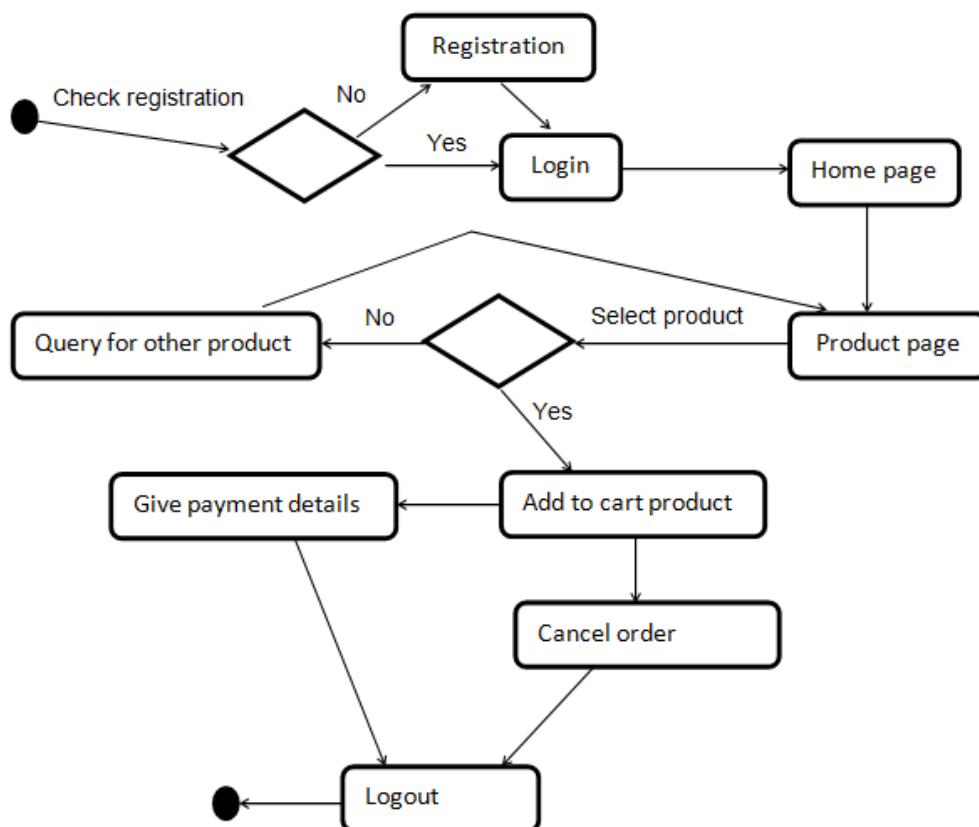 Registration
Check registration
No
Yes
Login
Home page
Query for other product
No
Select product
Product page
Yes
Give payment details
Add to cart product
Cancel order
Logout